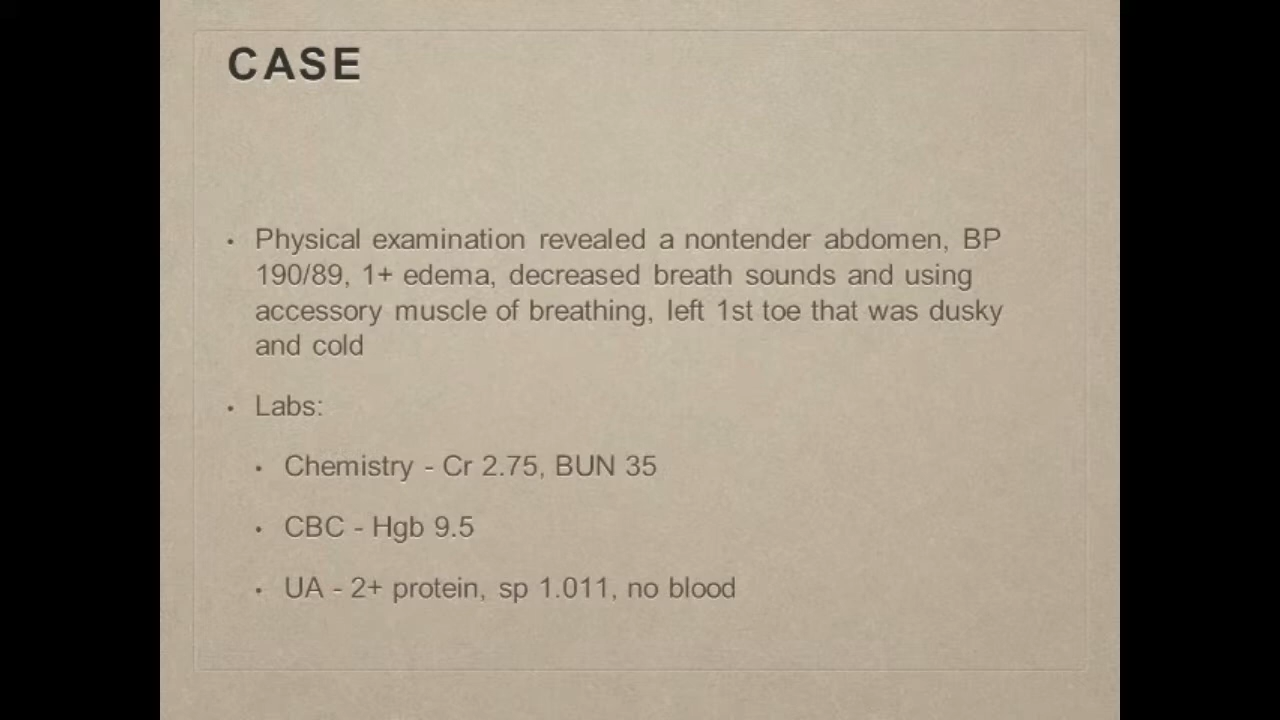 CASE
• Physical examination revealed a nontender abdomen, BP
190/89, 1+ edema, decreased breath sounds and using
accessory muscle of breathing, left 1st toe that was dusky
and cold
• Labs:
• Chemistry - Cr 2.75, BUN 35
• CBC - Hgb 9.5
• UA - 2+ protein, sp 1.011, no blood